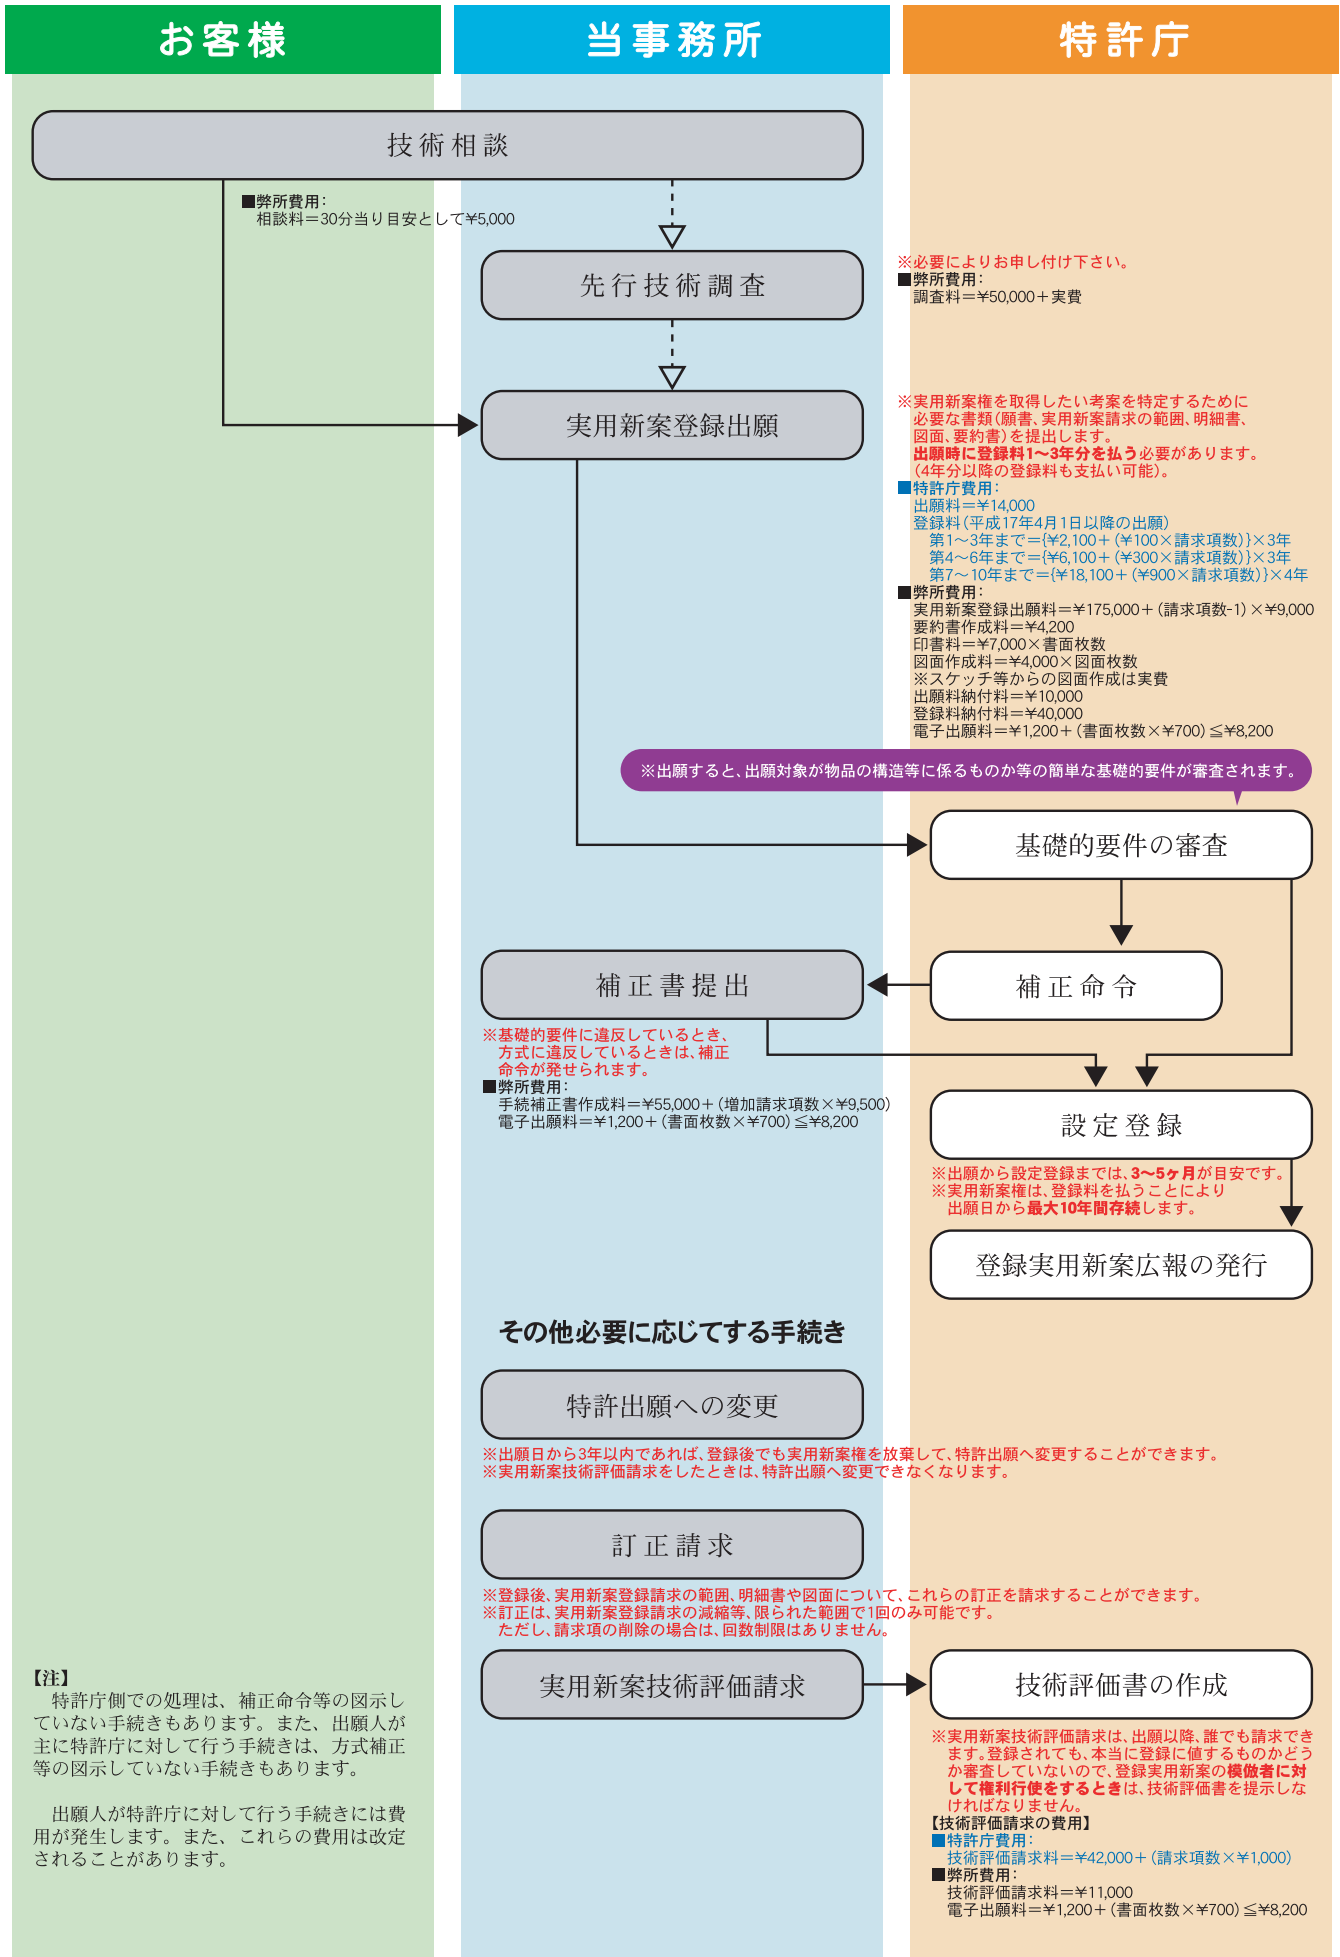 お客様
当事務所
特許庁
技術相談
■弊所費用：
相談料＝30分当り目安として¥5,000
先行技術調査
※必要によりお申し付け下さい。
■弊所費用：
調査料＝¥50,000＋実費
実用新案登録出願
※実用新案権を取得したい考案を特定するために
必要な書類（願書、実用新案請求の範囲、明細書、
図面、要約書）を提出します。
出願時に登録料1〜3年分を払う必要があります。
（4年分以降の登録料も支払い可能）。
■特許庁費用：
出願料＝¥14,000
登録料（平成17年4月1日以降の出願）
第1〜3年まで＝{¥2,100＋（¥100×請求項数）}×3年
第4〜6年まで＝{¥6,100＋（¥300×請求項数）}×3年
第7〜10年まで＝{¥18,100＋（¥900×請求項数）}×4年
■弊所費用：
実用新案登録出願料＝¥175,000＋（請求項数-1）×¥9,000
要約書作成料＝¥4,200
印書料＝¥7,000×書面枚数
図面作成料＝¥4,000×図面枚数
※スケッチ等からの図面作成は実費
出願料納付料＝¥10,000
登録料納付料＝¥40,000
電子出願料＝¥1,200＋（書面枚数×¥700）≦¥8,200
※出願すると、出願対象が物品の構造等に係るものか等の簡単な基礎的要件が審査されます。
基礎的要件の審査
補正書提出
補正命令
※基礎的要件に違反しているとき、
方式に違反しているときは、補正
命令が発せられます。
■弊所費用：
手続補正書作成料＝¥55,000＋（増加請求項数×¥9,500）
電子出願料＝¥1,200＋（書面枚数×¥700）≦¥8,200
設定登録
※出願から設定登録までは、3〜5ヶ月が目安です。
※実用新案権は、登録料を払うことにより
出願日から最大10年間存続します。
登録実用新案広報の発行
その他必要に応じてする手続き
特許出願への変更
※出願日から3年以内であれば、登録後でも実用新案権を放棄して、特許出願へ変更することができます。
※実用新案技術評価請求をしたときは、特許出願へ変更できなくなります。
訂正請求
※登録後、実用新案登録請求の範囲、明細書や図面について、これらの訂正を請求することができます。
※訂正は、実用新案登録請求の減縮等、限られた範囲で1回のみ可能です。
ただし、請求項の削除の場合は、回数制限はありません。
実用新案技術評価請求
技術評価書の作成
※実用新案技術評価請求は、出願以降、誰でも請求でき
ます。登録されても、本当に登録に値するものかどう
か審査していないので、登録実用新案の模倣者に対
して権利行使をするときは、技術評価書を提示しな
ければなりません。
【技術評価請求の費用】
■特許庁費用：
技術評価請求料＝¥42,000＋（請求項数×¥1,000）
■弊所費用：
技術評価請求料＝¥11,000
電子出願料＝¥1,200＋（書面枚数×¥700）≦¥8,200
【注】
特許庁側での処理は、補正命令等の図示し
ていない手続きもあります。また、出願人が
主に特許庁に対して行う手続きは、方式補正
等の図示していない手続きもあります。
出願人が特許庁に対して行う手続きには費
用が発生します。また、これらの費用は改定
されることがあります。